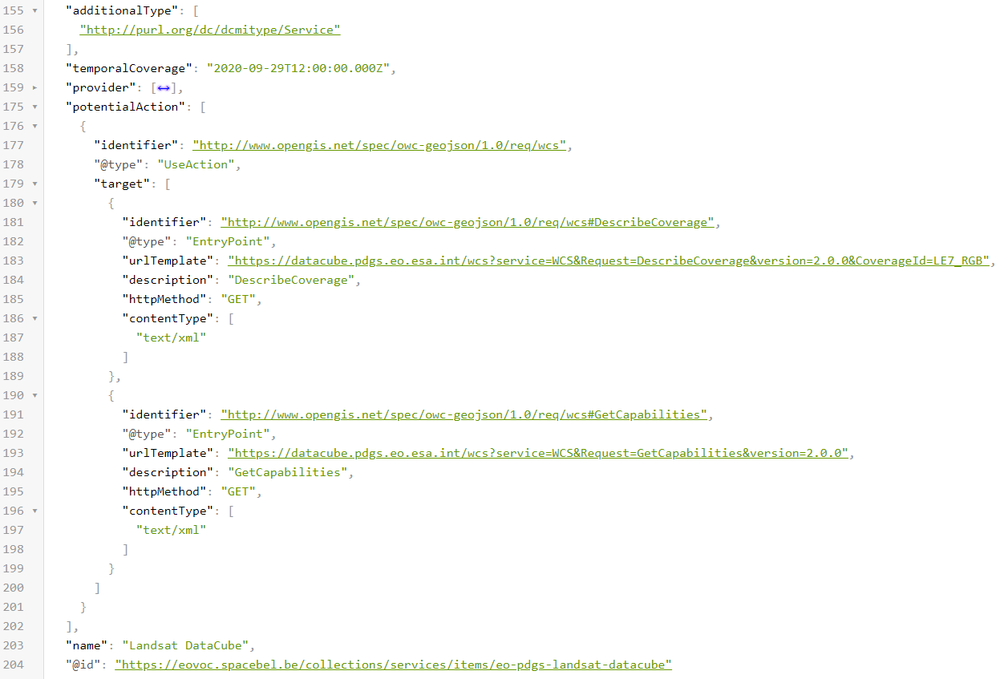 155 ▾ "additionalType": [
156 "http://purl.org/dc/dcmitype/Service"
157 ],
158 "temporalCoverage": "2020-09-29T12:00:00.000Z",
159 ▸ "provider": [↔],
175 ▾ "potentialAction": [
176 ▾ {
177 "identifier": "http://www.opengis.net/spec/owc-geojson/1.0/req/wcs",
178 "@type": "UseAction",
179 ▾ "target": [
180 ▾ {
181 "identifier": "http://www.opengis.net/spec/owc-geojson/1.0/req/wcs#DescribeCoverage",
182 "@type": "EntryPoint",
183 "urlTemplate": "https://datacube.pdgs.eo.esa.int/wcs?service=WCS&Request=DescribeCoverage&version=2.0.0&CoverageId=LE7_RGB",
184 "description": "DescribeCoverage",
185 "httpMethod": "GET",
186 ▾ "contentType": [
187 "text/xml"
188 ]
189 },
190 ▾ {
191 "identifier": "http://www.opengis.net/spec/owc-geojson/1.0/req/wcs#GetCapabilities",
192 "@type": "EntryPoint",
193 "urlTemplate": "https://datacube.pdgs.eo.esa.int/wcs?service=WCS&Request=GetCapabilities&version=2.0.0",
194 "description": "GetCapabilities",
195 "httpMethod": "GET",
196 ▾ "contentType": [
197 "text/xml"
198 ]
199 }
200 ]
201 }
202 ],
203 "name": "Landsat DataCube",
204 "@id": "https://eovoc.spacebel.be/collections/services/items/eo-pdgs-landsat-datacube"